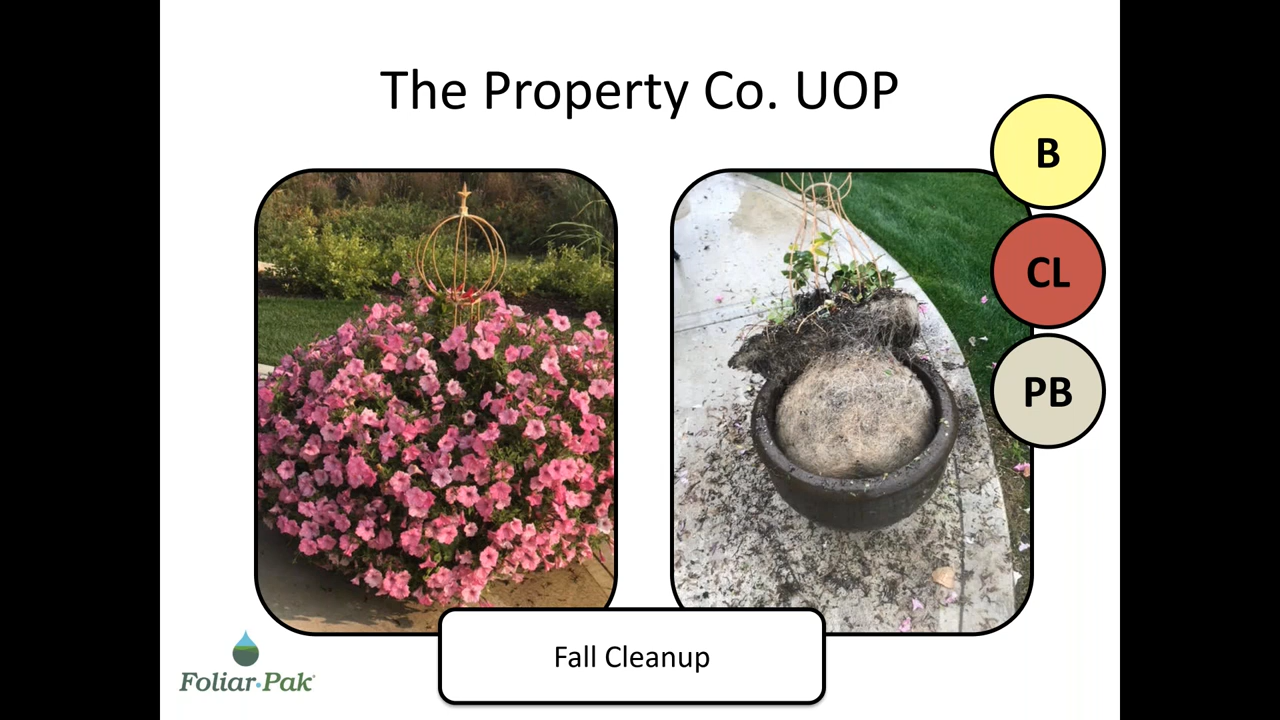 The Property Co. UOP
B
CL
PB
Fall Cleanup
Foliar·Pak